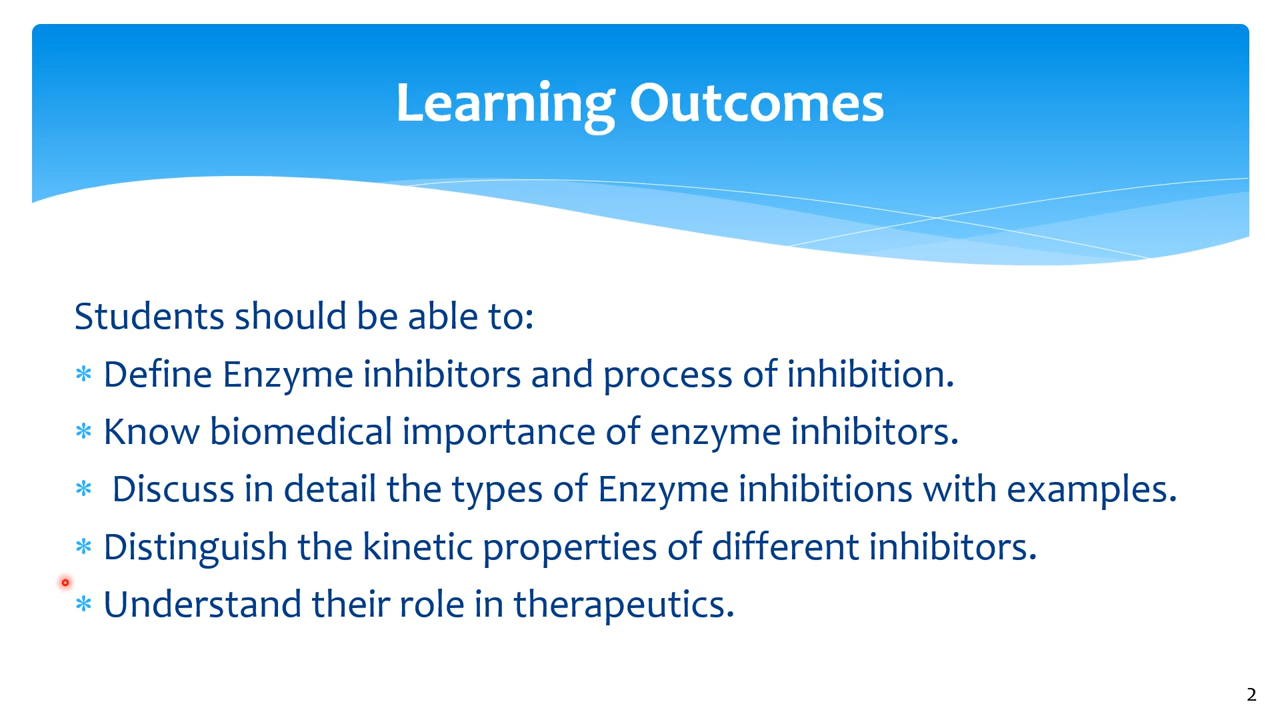 Learning Outcomes
Students should be able to:
* Define Enzyme inhibitors and process of inhibition.
* Know biomedical importance of enzyme inhibitors.
* Discuss in detail the types of Enzyme inhibitions with examples.
* Distinguish the kinetic properties of different inhibitors.
* Understand their role in therapeutics.
2